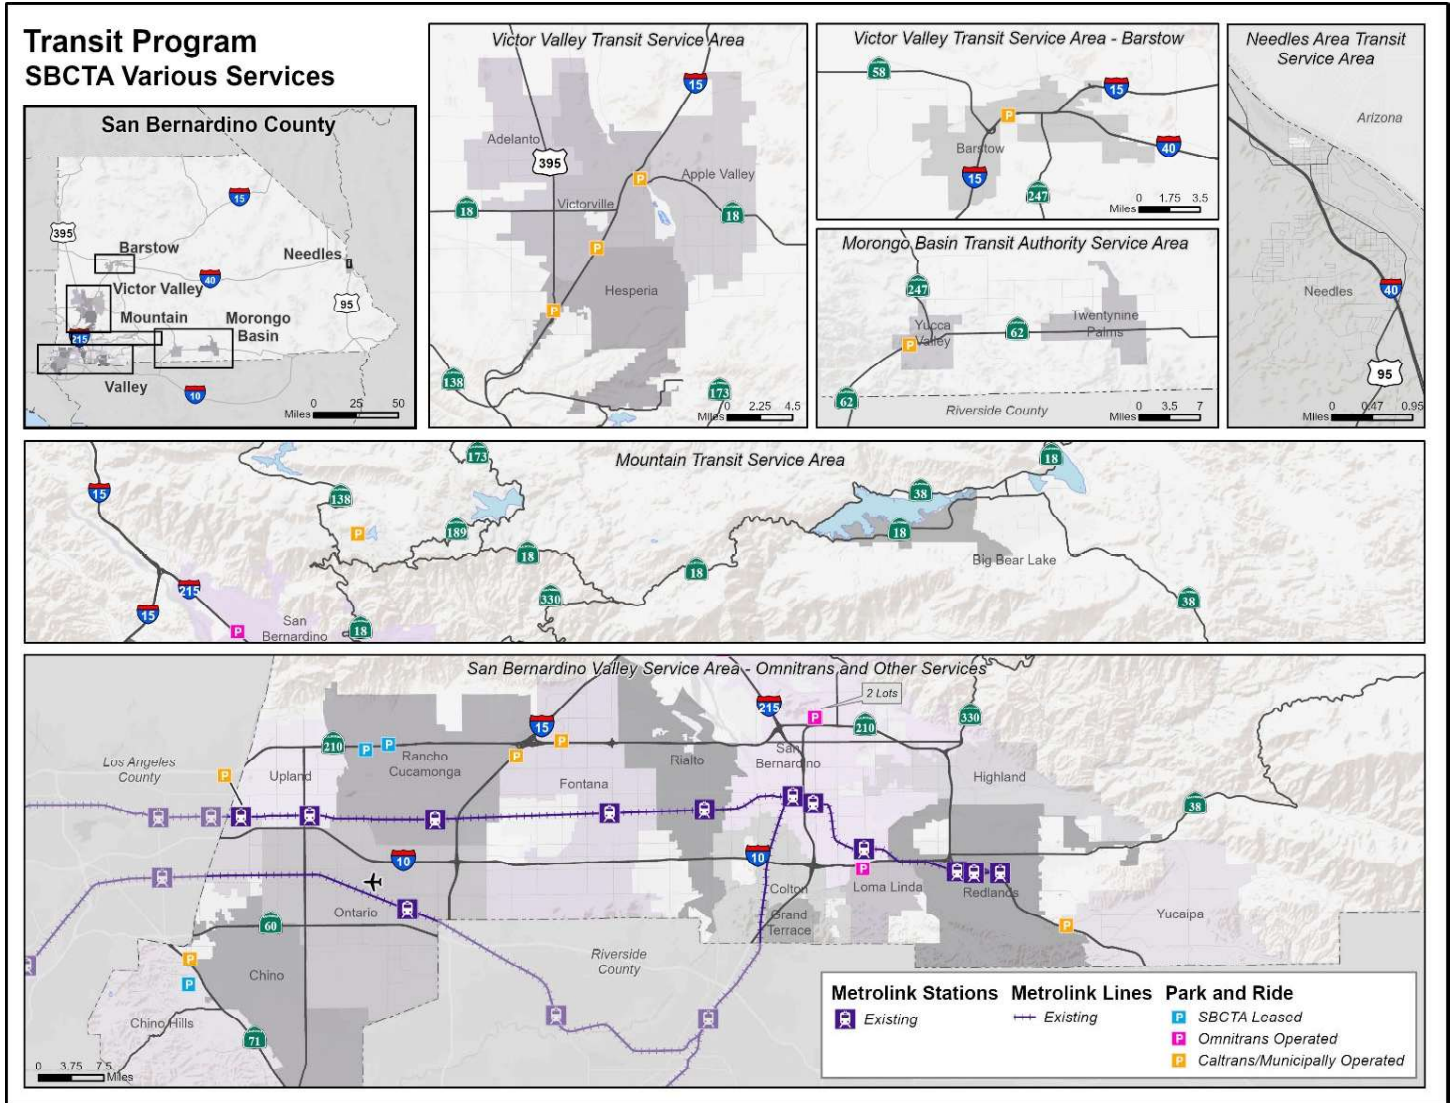 Transit Program
SBCTA Various Services
San Bernardino County
15
395
Barstow
Needles
40
Victor Valley
95
Mountain
Morongo
Basin
215
Valley
10
0 25 50
Miles
Victor Valley Transit Service Area
15
Adelanto
395
Apple Valley
Victorville
18
18
Hesperia
138
173
0 2.25 4.5
Miles
Victor Valley Transit Service Area - Barstow
58
15
P
Barstow
40
15
247
0 1.75 3.5
Miles
Morongo Basin Transit Authority Service Area
247
Yucca
Valley
62
Twentynine
Palms
P
62
Riverside County
0 3.5 7
Miles
Needles Area Transit
Service Area
Arizona
Needles
40
95
0 0.47 0.95
Miles
Mountain Transit Service Area
173
18
15
138
38
P
189
18
18
Big Bear Lake
18
215
330
38
15
San
Bernardino
P
18
San Bernardino Valley Service Area - Omnitrans and Other Services
2 Lots
15
215
P
210
330
210
P
P
Rancho
Cucamonga
P
P
Rialto
San
Bernardino
Los Angeles
County
P
Upland
Fontana
Highland
38
10
10
Colton
P
Loma Linda
Redlands
Ontario
Grand
Terrace
Yucaipa
60
P
Riverside
County
P
P
Chino
Chino Hills
71
0 3.75 7.5
Miles
Metrolink Stations
Existing
Metrolink Lines
Existing
Park and Ride
P SBCTA Leased
P Omnitrans Operated
P Caltrans/Municipally Operated